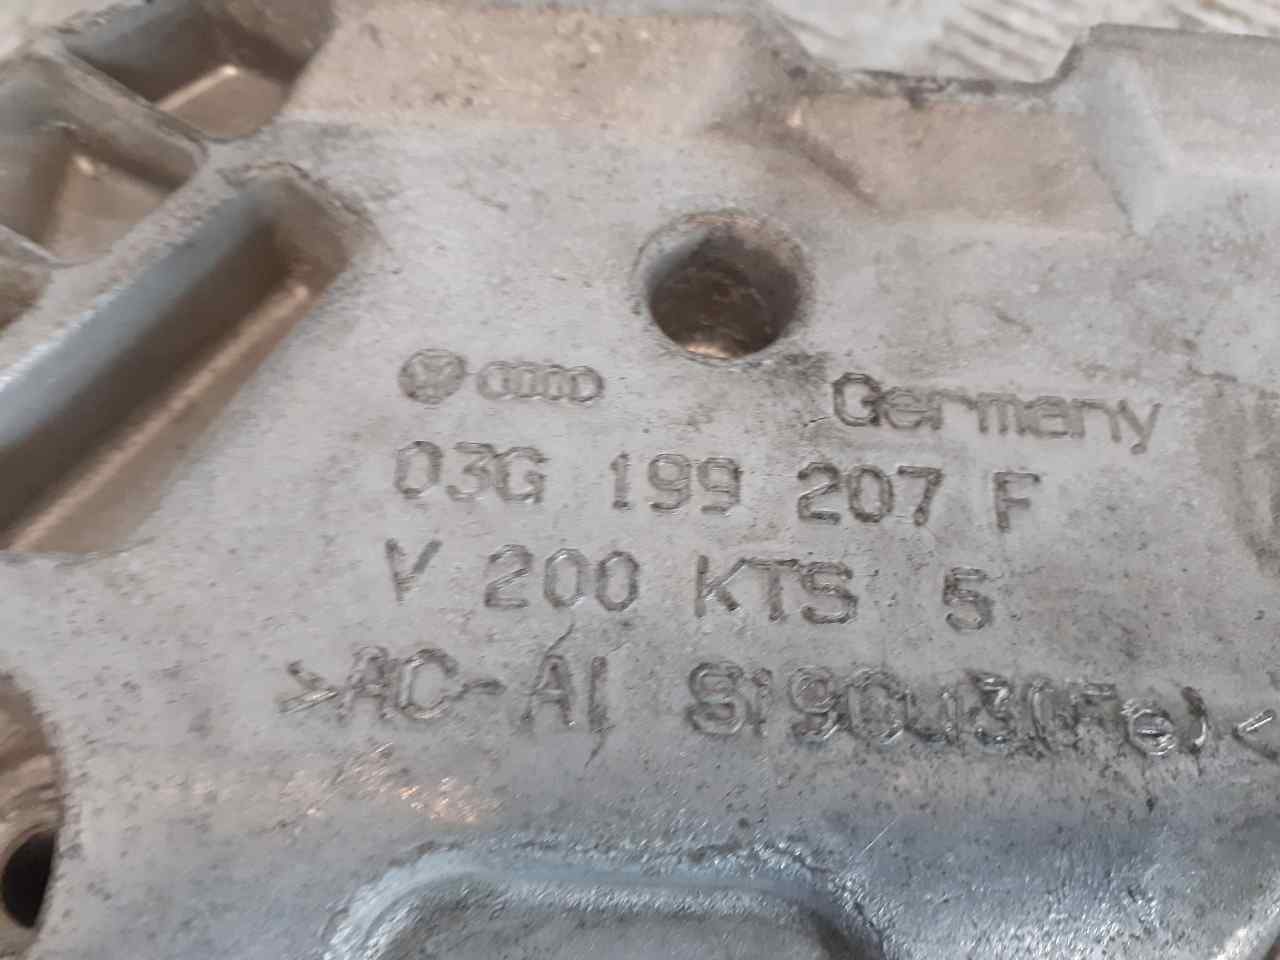 Germany
03G 199 207 F
V 200 KTS 5
>AC-Al Si9Cu3(Fe)<